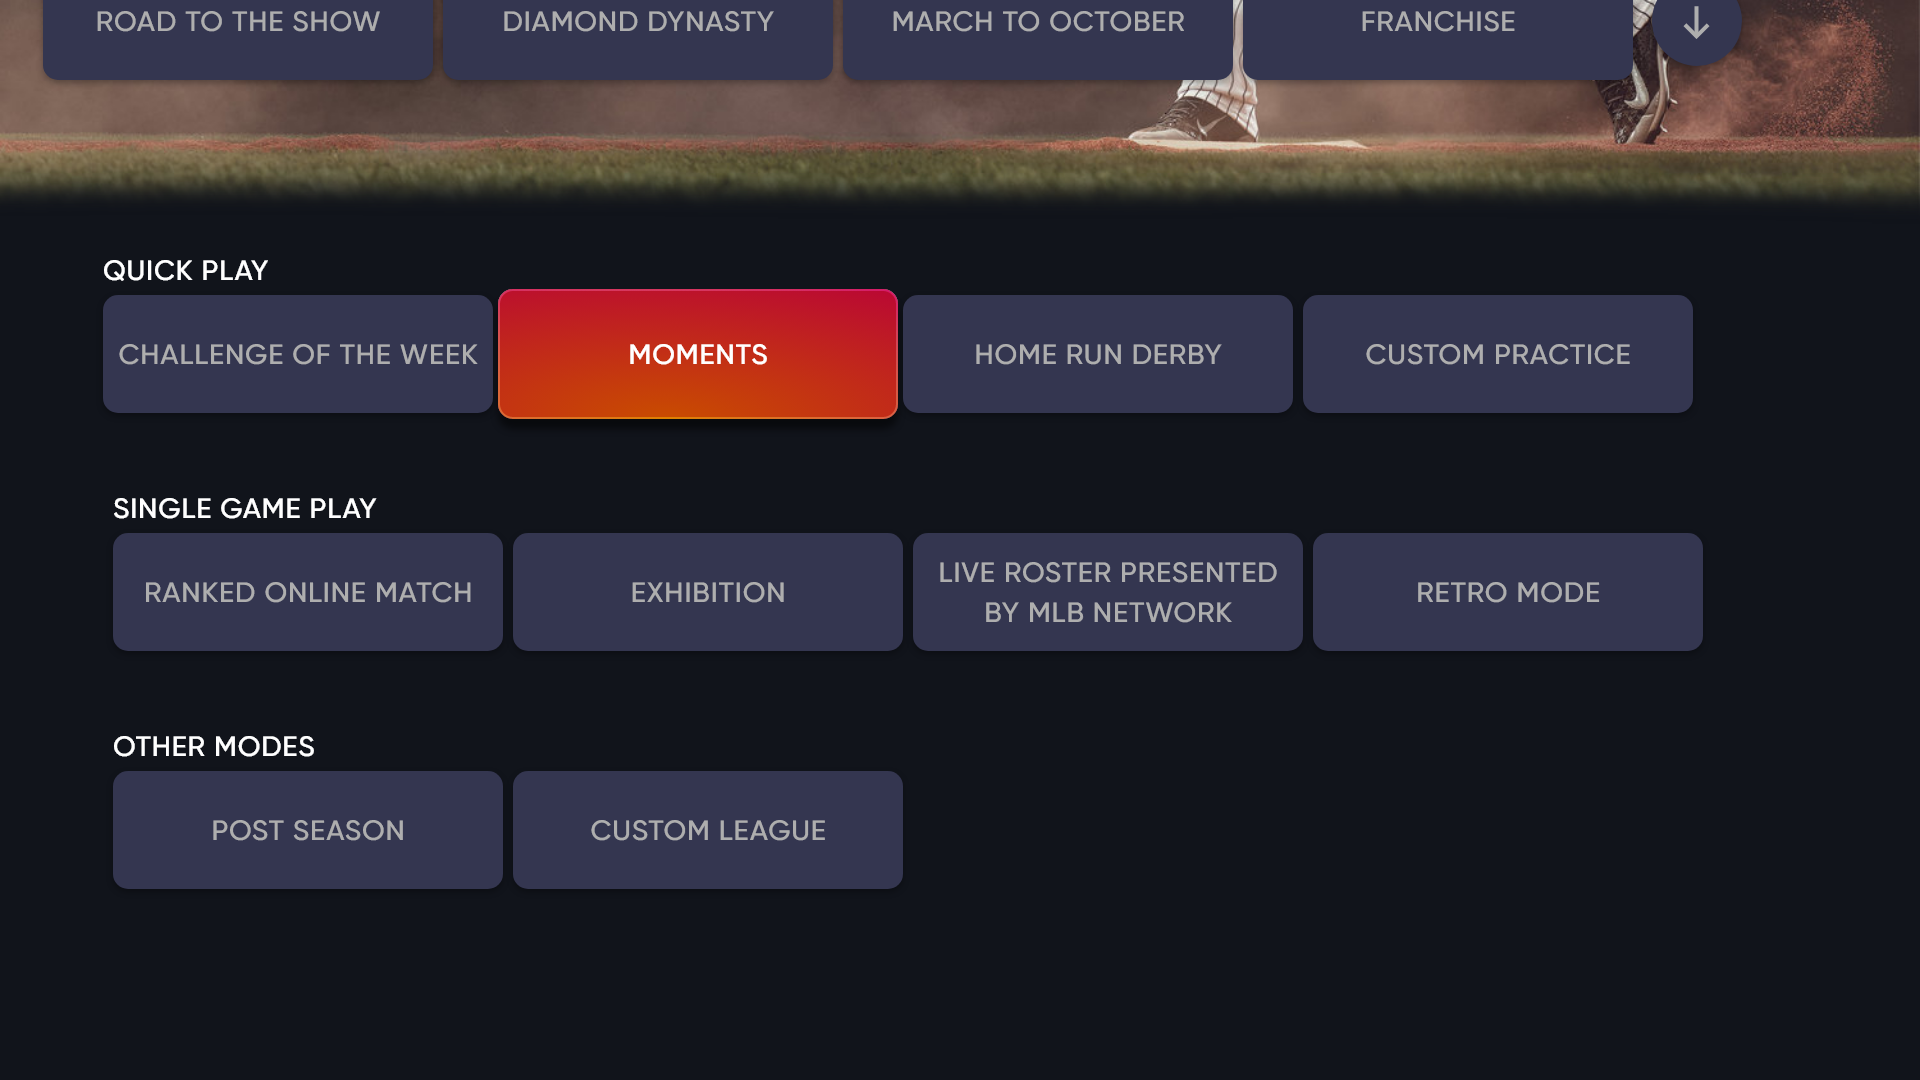 ROAD TO THE SHOW
DIAMOND DYNASTY
MARCH TO OCTOBER
FRANCHISE
QUICK PLAY
CHALLENGE OF THE WEEK
MOMENTS
HOME RUN DERBY
CUSTOM PRACTICE
SINGLE GAME PLAY
RANKED ONLINE MATCH
EXHIBITION
LIVE ROSTER PRESENTED
BY MLB NETWORK
RETRO MODE
OTHER MODES
POST SEASON
CUSTOM LEAGUE